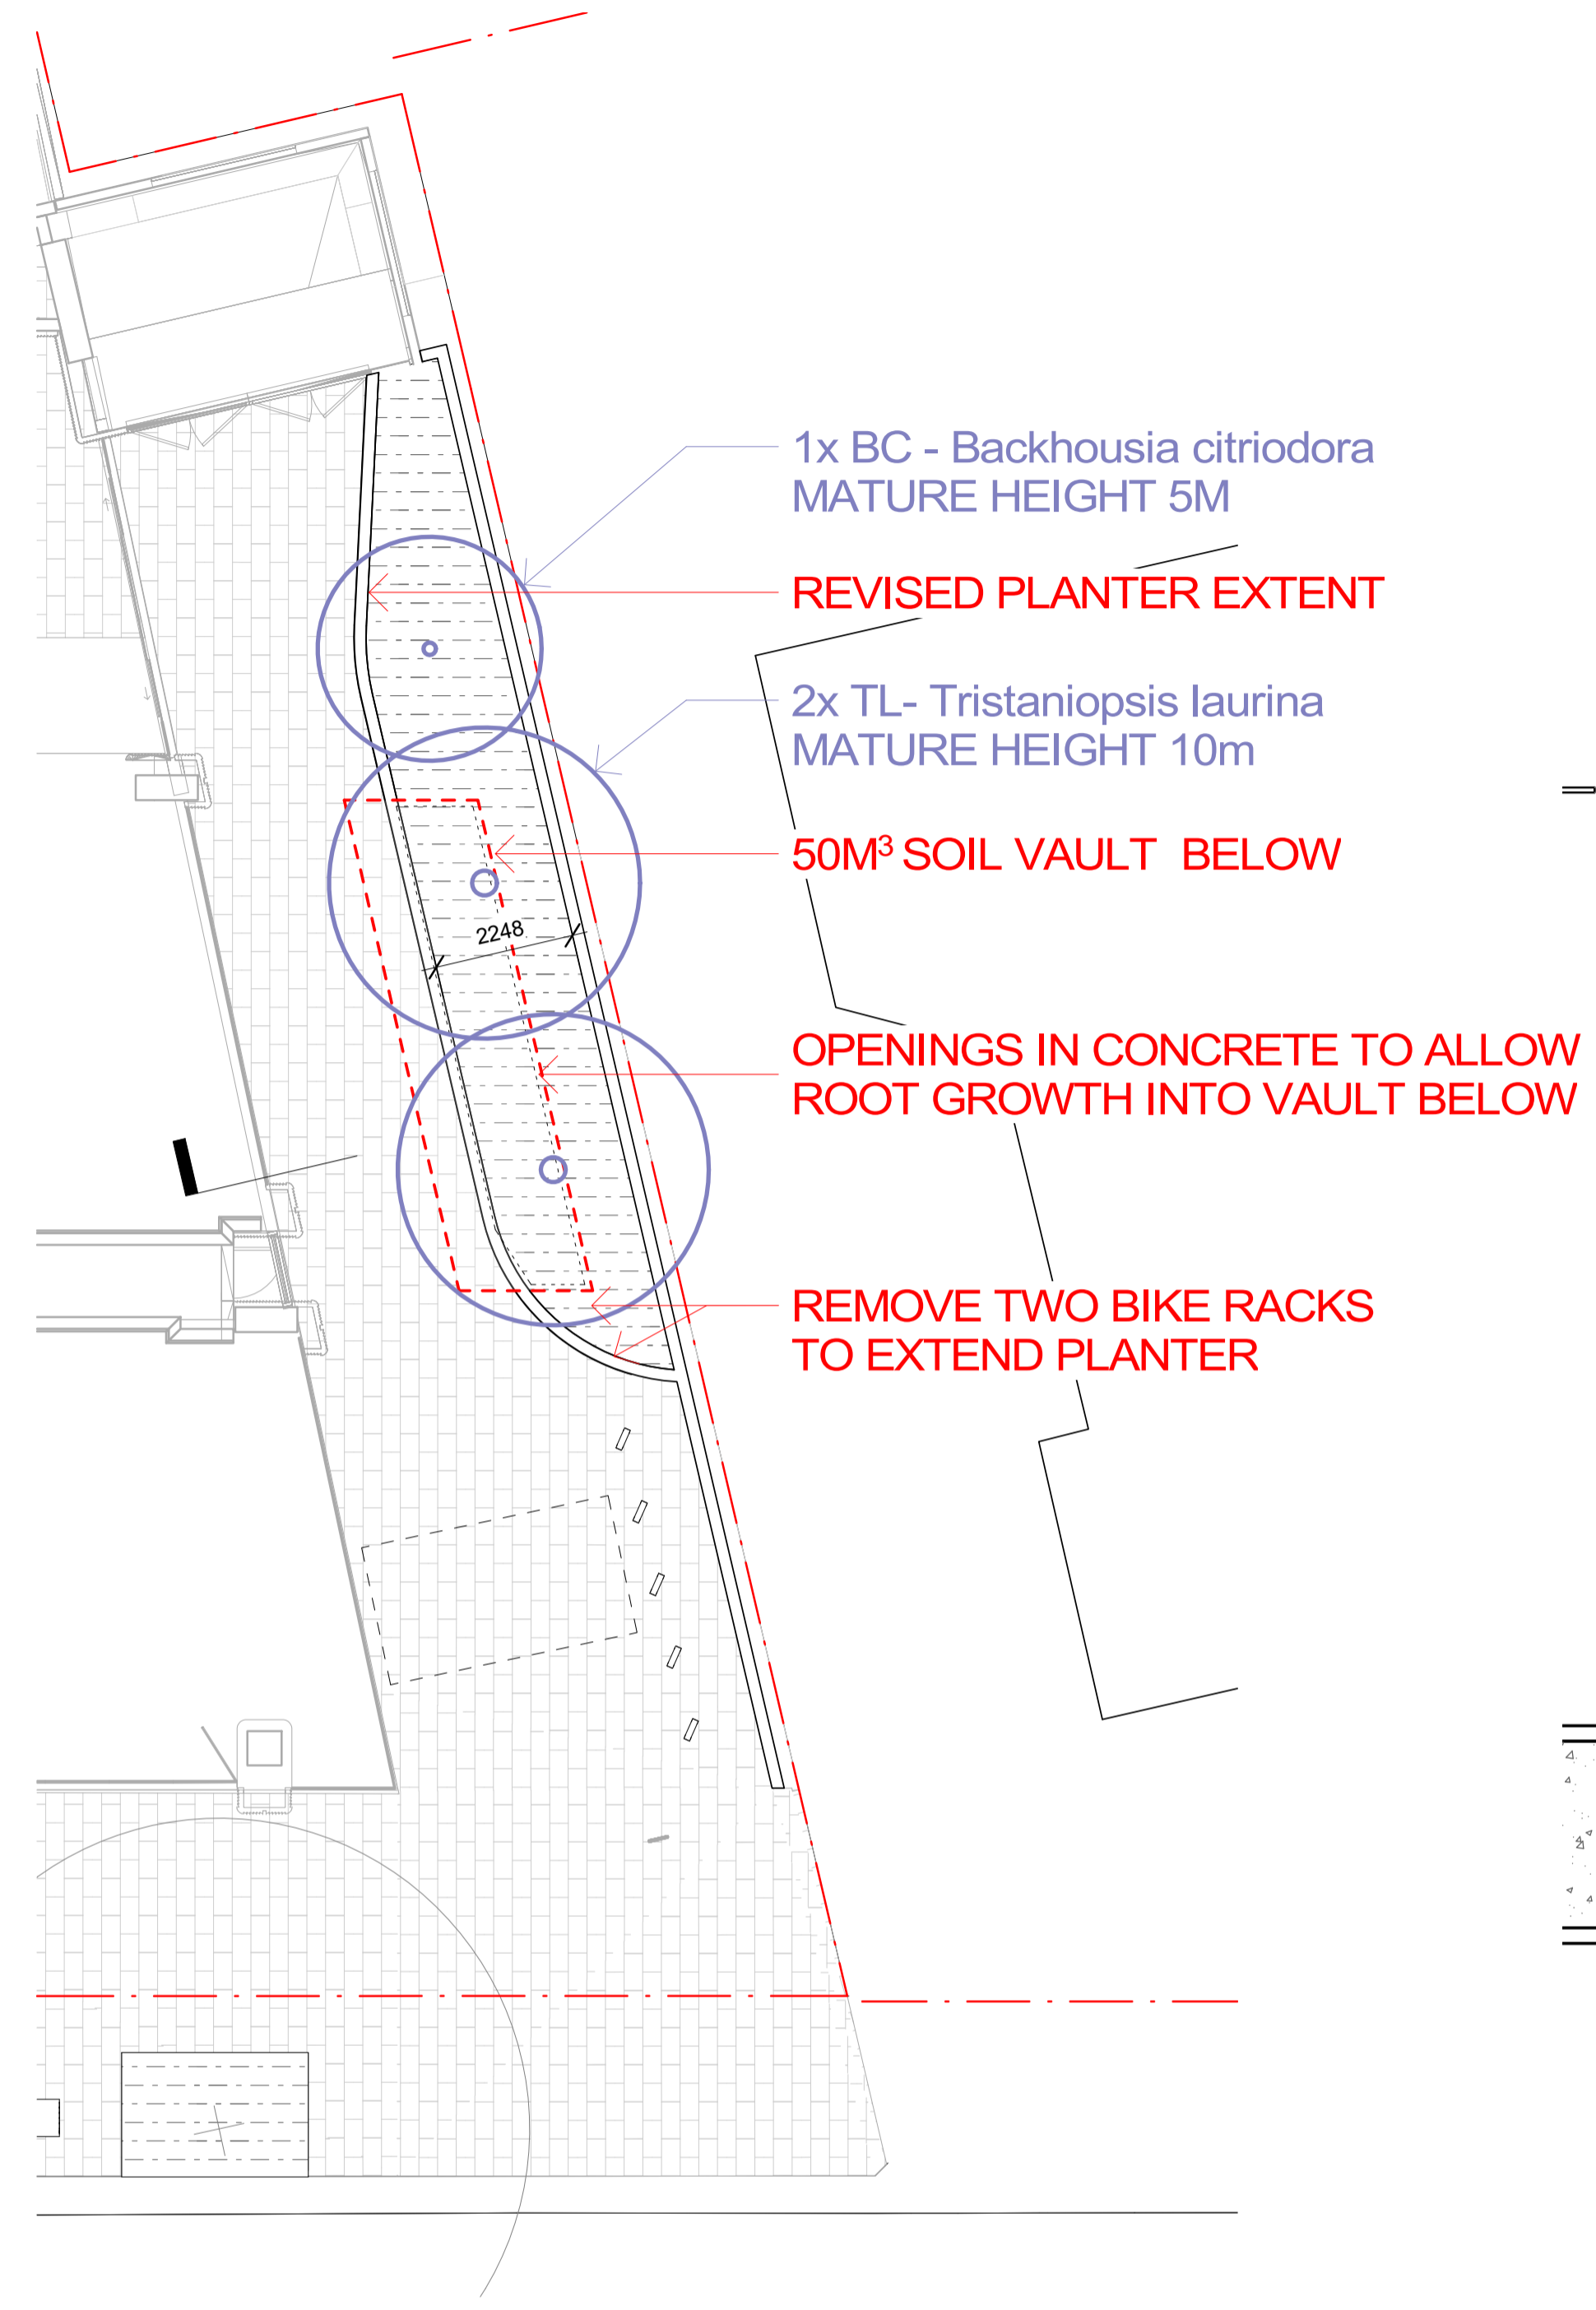 1x BC - Backhousia citriodora
MATURE HEIGHT 5M
REVISED PLANTER EXTENT
2x TL- Tristaniopsis laurina
MATURE HEIGHT 10m
50M³ SOIL VAULT BELOW
2248
OPENINGS IN CONCRETE TO ALLOW
ROOT GROWTH INTO VAULT BELOW
REMOVE TWO BIKE RACKS
TO EXTEND PLANTER